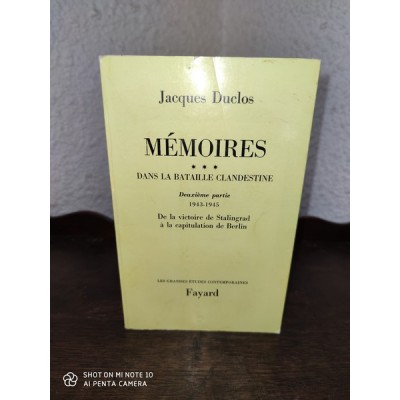 Jacques Duclos
MÉMOIRES
★ ★ ★
DANS LA BATAILLE CLANDESTINE
Deuxième partie
1943-1945
De la victoire de Stalingrad
à la capitulation de Berlin
LES GRANDES ÉTUDES CONTEMPORAINES
Fayard
SHOT ON MI NOTE 10
AI PENTA CAMERA